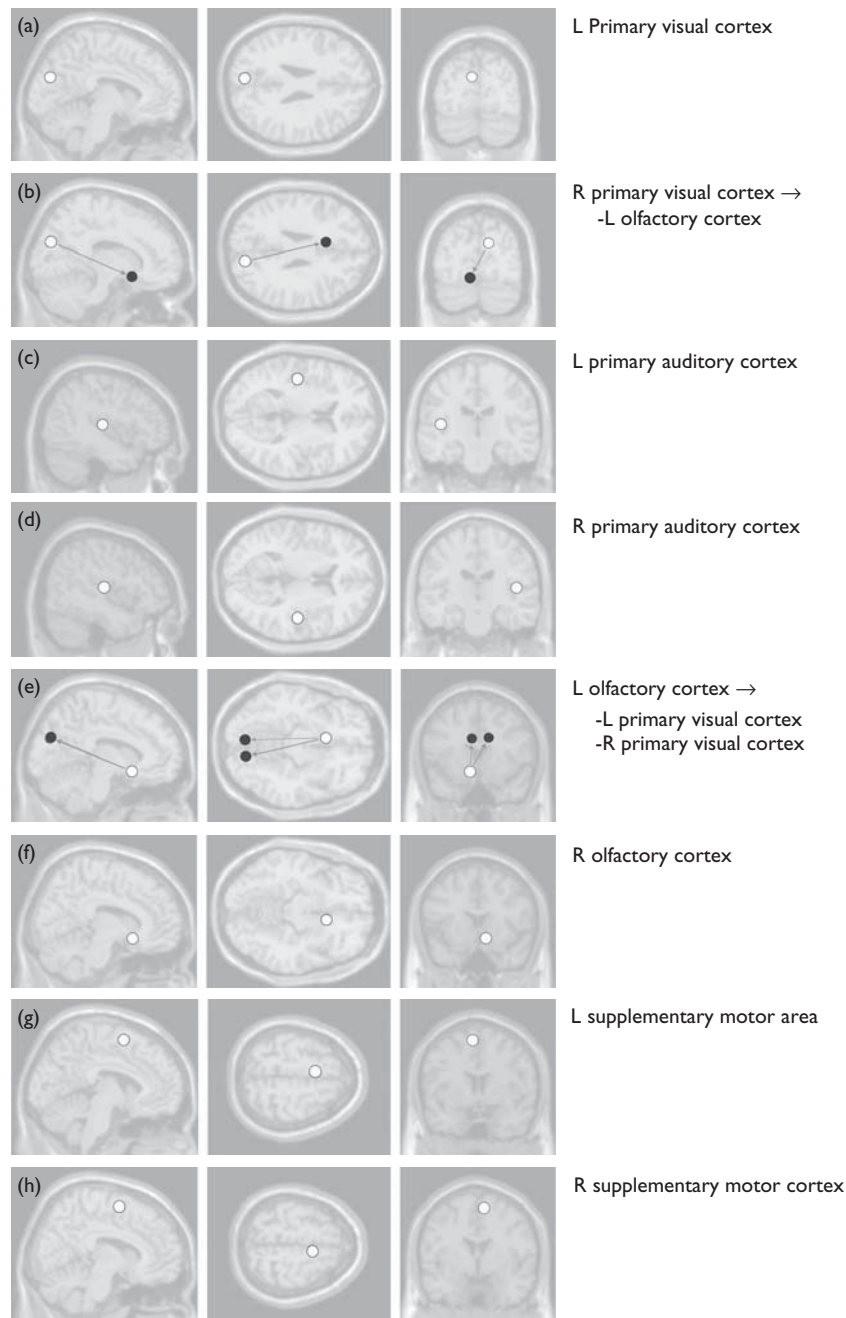 (a)
L Primary visual cortex
(b)
R primary visual cortex →
-L olfactory cortex
(c)
L primary auditory cortex
(d)
R primary auditory cortex
(e)
L olfactory cortex →
-L primary visual cortex
-R primary visual cortex
(f)
R olfactory cortex
(g)
L supplementary motor area
(h)
R supplementary motor cortex